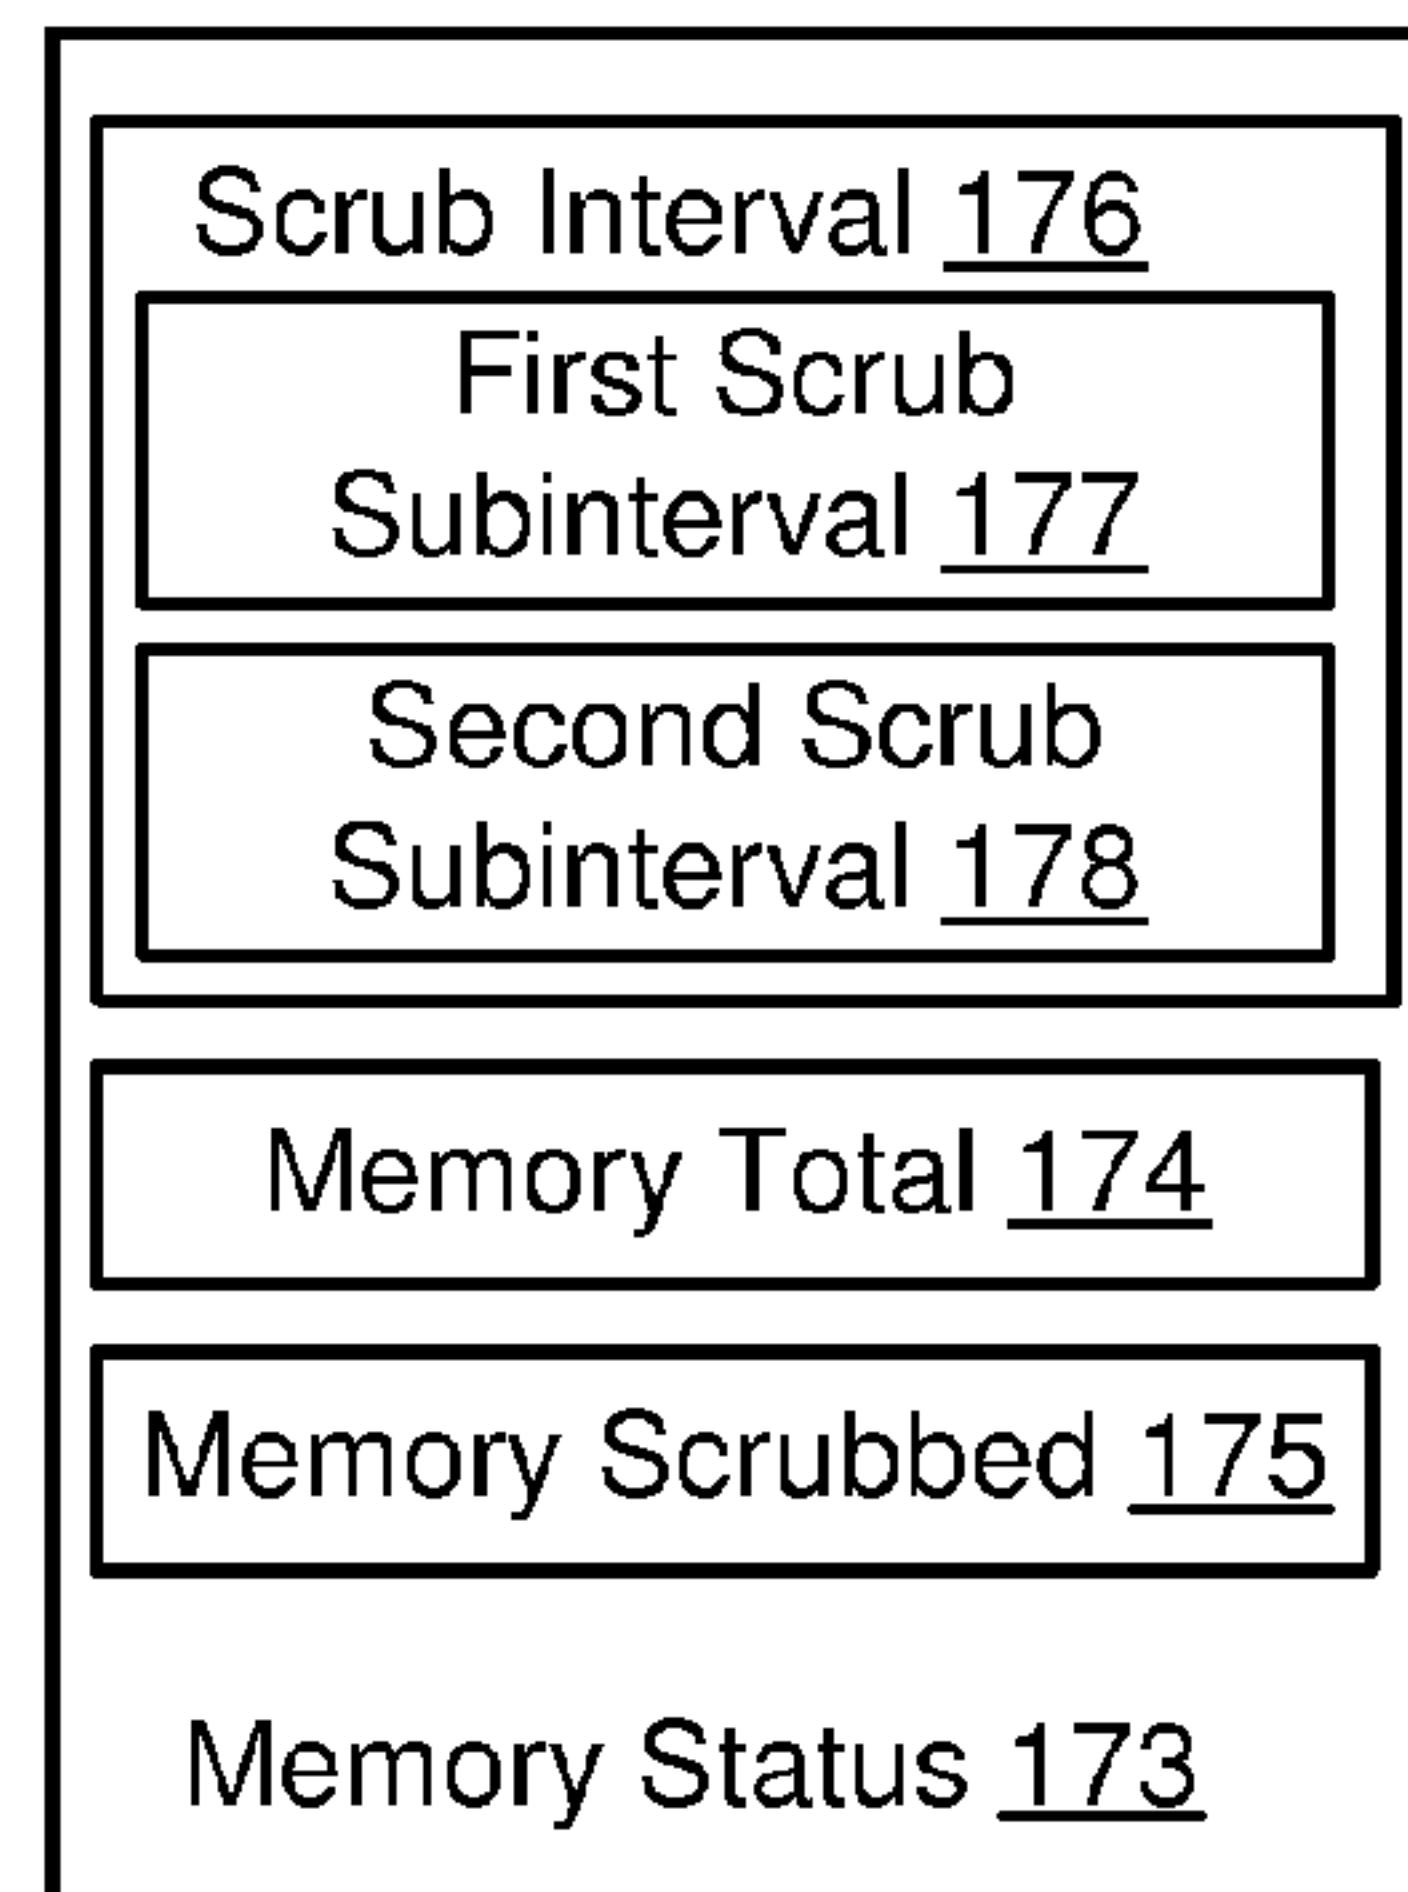 Scrub Interval 176
First Scrub
Subinterval 177
Second Scrub
Subinterval 178
Memory Total 174
Memory Scrubbed 175
Memory Status 173